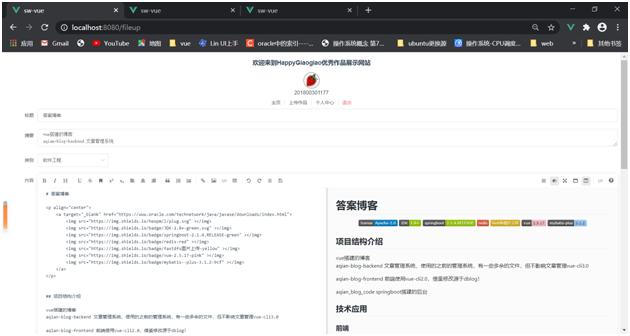 sw-vue
sw-vue
sw-vue
localhost:8080/fileup
应用 Gmail YouTube 地图 vue Lin UI上手 oracle中的索引----... 操作系统概念 第7... ubuntu更换源 操作系统-CPU调度... web » 其他书签
欢迎来到HappyGiaogiao优秀作品展示网站
201800301177
主页 上传作品 个人中心 退出
标题 答案博客
摘要 vue搭建的博客
aqian-blog-backend 文章管理系统
类别 软件工程
内容
# 答案博客
<p align="center">
<a target="_blank" href="https://www.oracle.com/technetwork/java/javase/downloads/index.html">
<img src="https://img.shields.io/badge/JDK-1.8+-green.svg" ></img>
<img src="https://img.shields.io/badge/springboot-2.1.4.RELEASE-green" ></img>
<img src="https://img.shields.io/badge/redis-red" ></img>
<img src="https://img.shields.io/badge/fastdfs图片上传-yellow" ></img>
<img src="https://img.shields.io/badge/vue-2.5.17-pink" ></img>
<img src="https://img.shields.io/badge/mybatis--plus-3.1.2-9cf" ></img>
</a>
</p>
## 项目结构介绍
vue搭建的博客
aqian-blog-backend 文章管理系统，使用的之前的管理系统，有一些多余的文件，但不影响文章管理vue-cli3.0
aqian-blog-frontend 前端使用vue-cli2.0，借鉴修改源于dblog!
答案博客
license Apache-2.0 JDK 1.8+ springboot 2.1.4.RELEASE redis fastdfs图片上传 vue 2.5.17 mybatis-plus 3.1.2
项目结构介绍
vue搭建的博客
aqian-blog-backend 文章管理系统，使用的之前的管理系统，有一些多余的文件，但不影响文章管理vue-cli3.0
aqian-blog-frontend 前端使用vue-cli2.0，借鉴修改源于dblog!
aqian_blog_code springboot搭建的后台
技术应用
前端